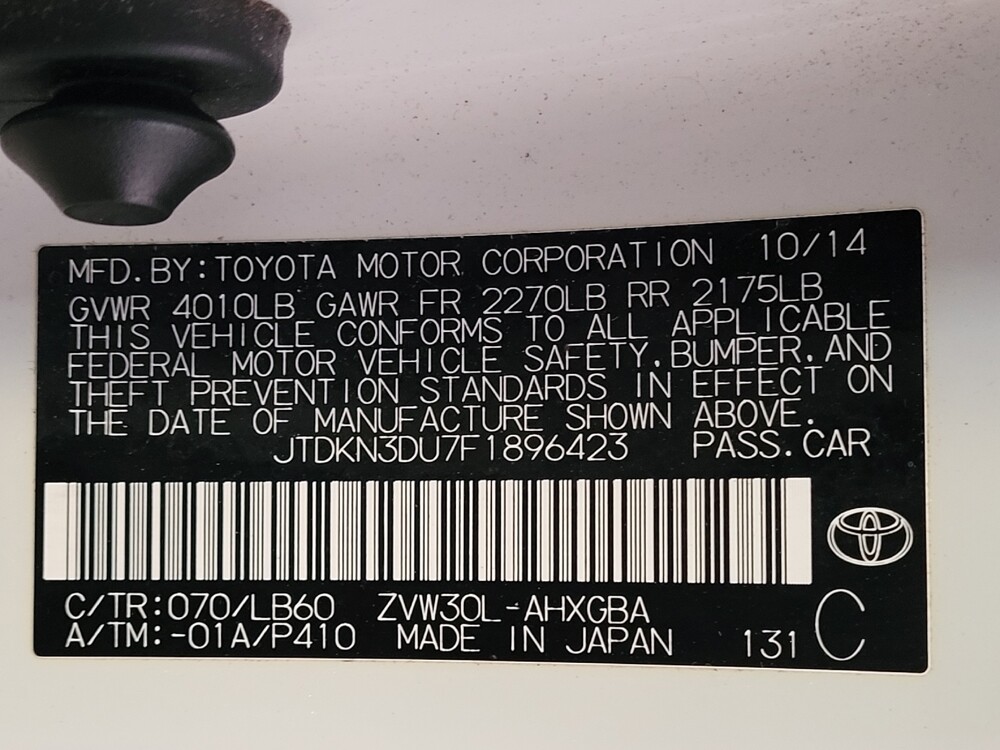 MFD.BY:TOYOTA MOTOR CORPORATION 10/14
GVWR 4010LB GAWR FR 2270LB RR 2175LB
THIS VEHICLE CONFORMS TO ALL APPLICABLE
FEDERAL MOTOR VEHICLE SAFETY,BUMPER,AND
THEFT PREVENTION STANDARDS IN EFFECT ON
THE DATE OF MANUFACTURE SHOWN ABOVE.
JTDKN3DU7F1896423 PASS.CAR
C/TR:070/LB60 ZVW30L-AHXGBA
A/TM:-01A/P410 MADE IN JAPAN 131 C